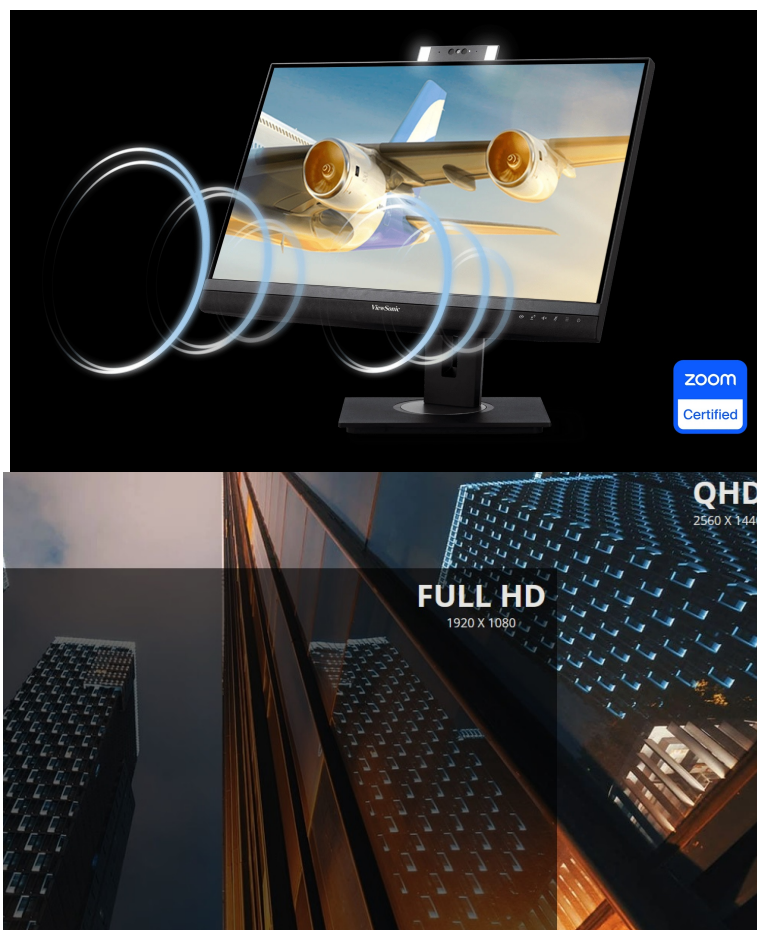 ViewSonic
zoom
Certified
QHD
2560 X 144
FULL HD
1920 X 1080